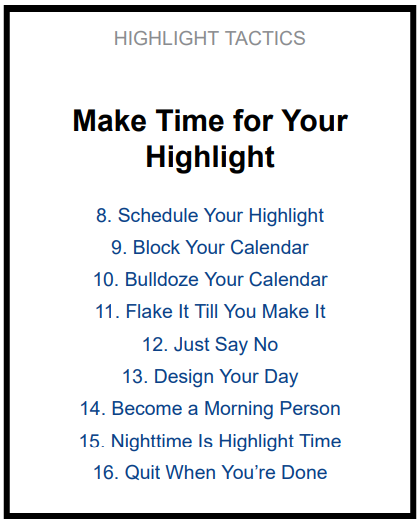 HIGHLIGHT TACTICS
Make Time for Your
Highlight
8. Schedule Your Highlight
9. Block Your Calendar
10. Bulldoze Your Calendar
11. Flake It Till You Make It
12. Just Say No
13. Design Your Day
14. Become a Morning Person
15. Nighttime Is Highlight Time
16. Quit When You’re Done